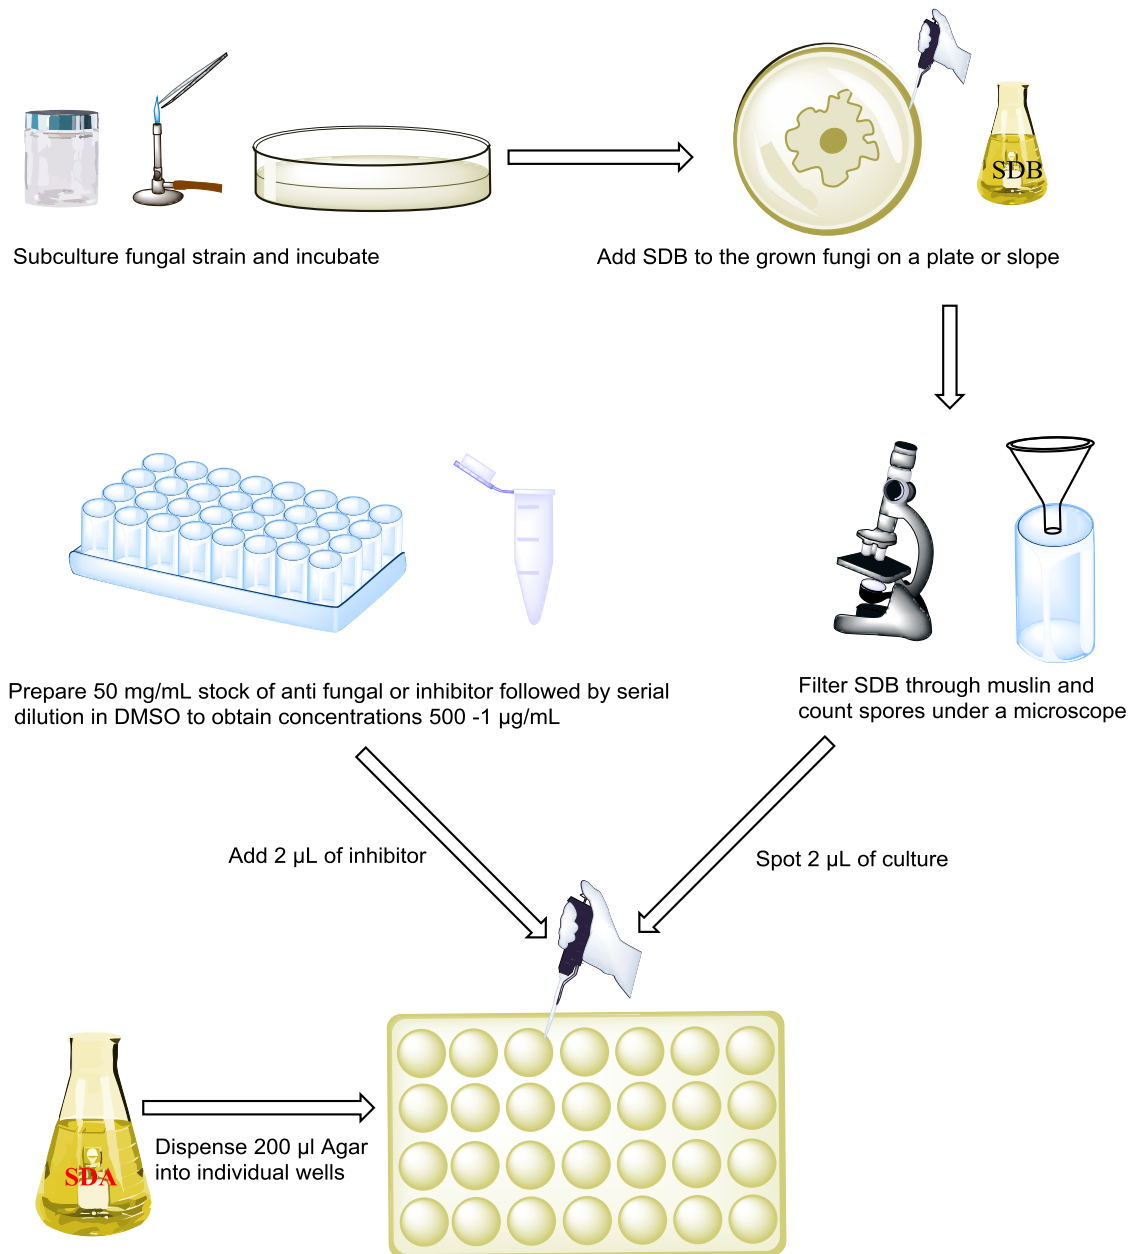 SDB
Subculture fungal strain and incubate
Add SDB to the grown fungi on a plate or slope
Prepare 50 mg/mL stock of anti fungal or inhibitor followed by serial
dilution in DMSO to obtain concentrations 500 -1 µg/mL
Filter SDB through muslin and
count spores under a microscope
Add 2 µL of inhibitor
Spot 2 µL of culture
SDA
Dispense 200 µl Agar
into individual wells